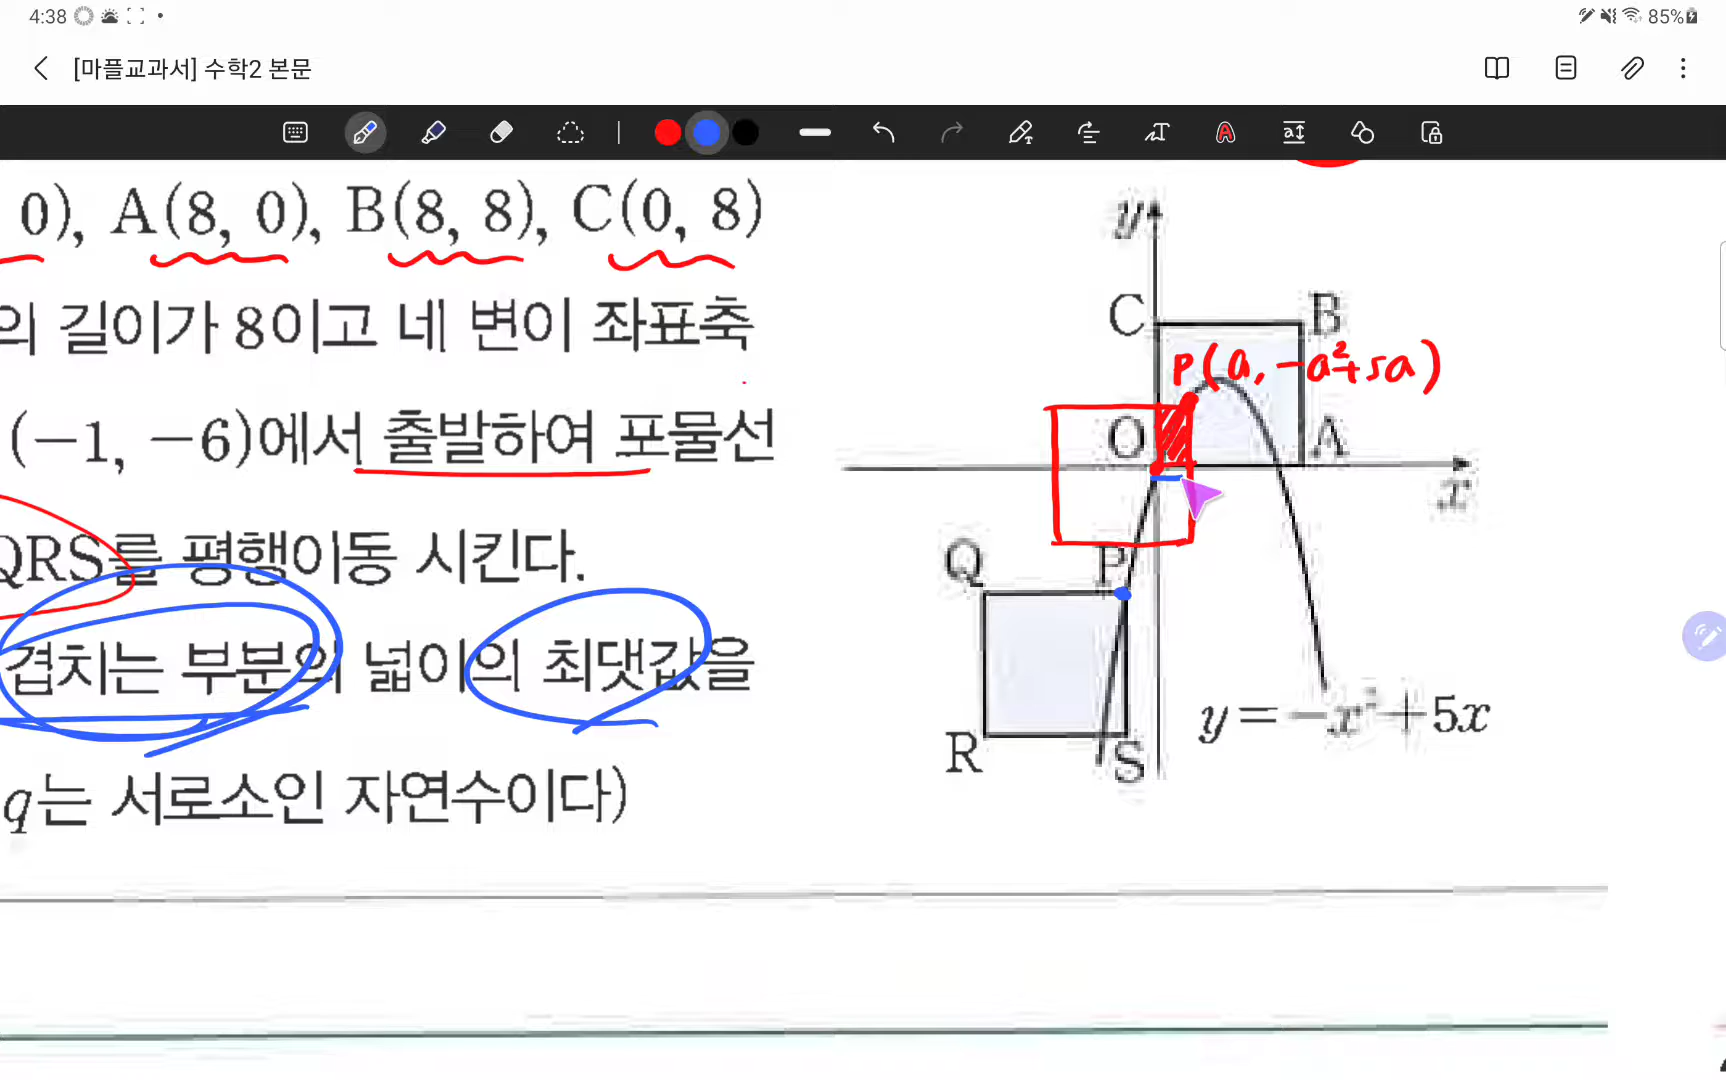 4:38
85%
[마플교과서] 수학2 본문
0), A(8, 0), B(8, 8), C(0, 8)
의 길이가 8이고 네 변이 좌표축
(−1, −6)에서 출발하여 포물선
QRS를 평행이동 시킨다.
겹치는 부분의 넓이의 최댓값을
q는 서로소인 자연수이다)
y
C
B
P(a, −a²+5a)
O
A
x
Q
P
R
S
y=−x²+5x